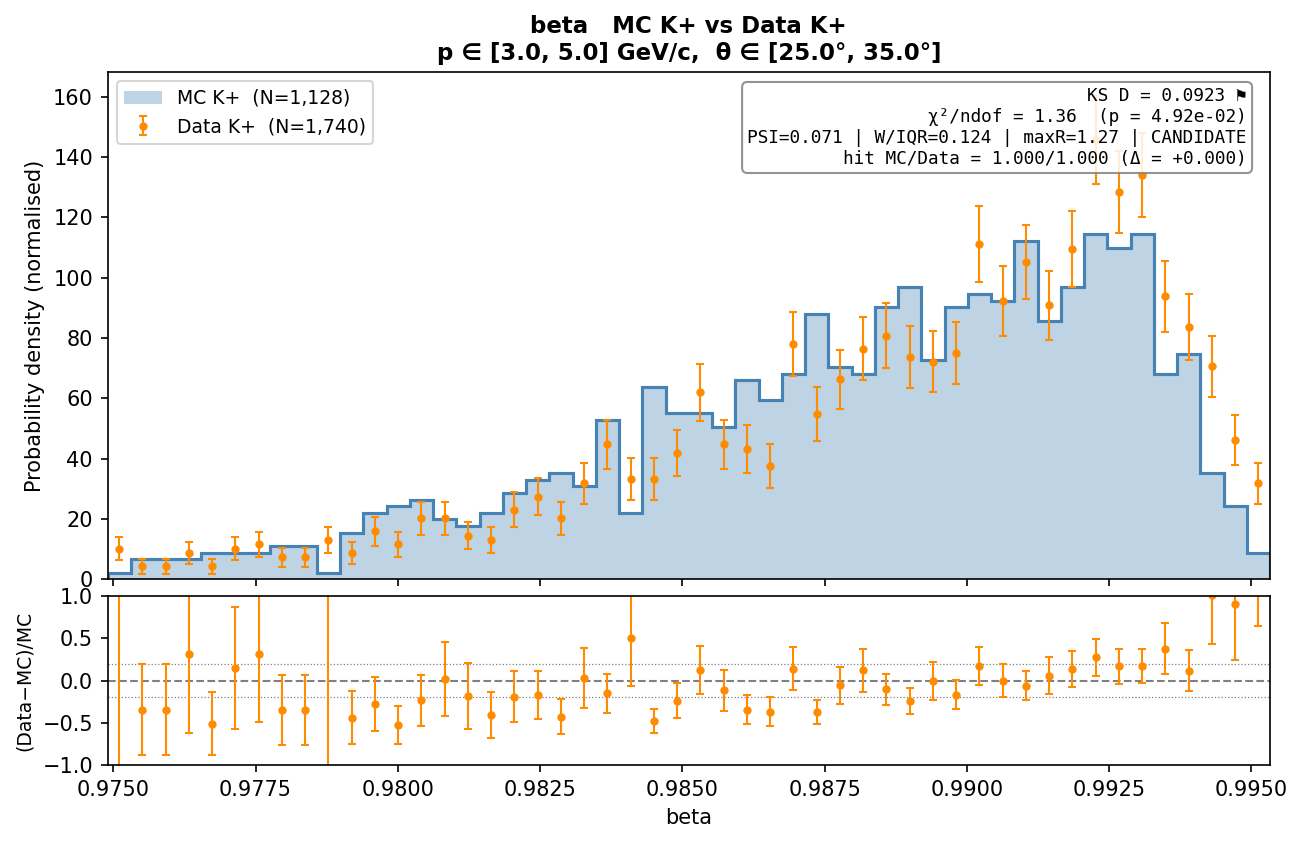 beta   MC K+ vs Data K+
p ∈ [3.0, 5.0] GeV/c,  θ ∈ [25.0°, 35.0°]
MC K+  (N=1,128)
Data K+  (N=1,740)
KS D = 0.0923 ⚑
χ²/ndof = 1.36  (p = 4.92e-02)
PSI=0.071 | W/IQR=0.124 | maxR=1.27 | CANDIDATE
hit MC/Data = 1.000/1.000 (Δ = +0.000)
Probability density (normalised)
160
140
120
100
80
60
40
20
0
(Data−MC)/MC
1.0
0.5
0.0
−0.5
−1.0
0.9750 0.9775 0.9800 0.9825 0.9850 0.9875 0.9900 0.9925 0.9950
beta